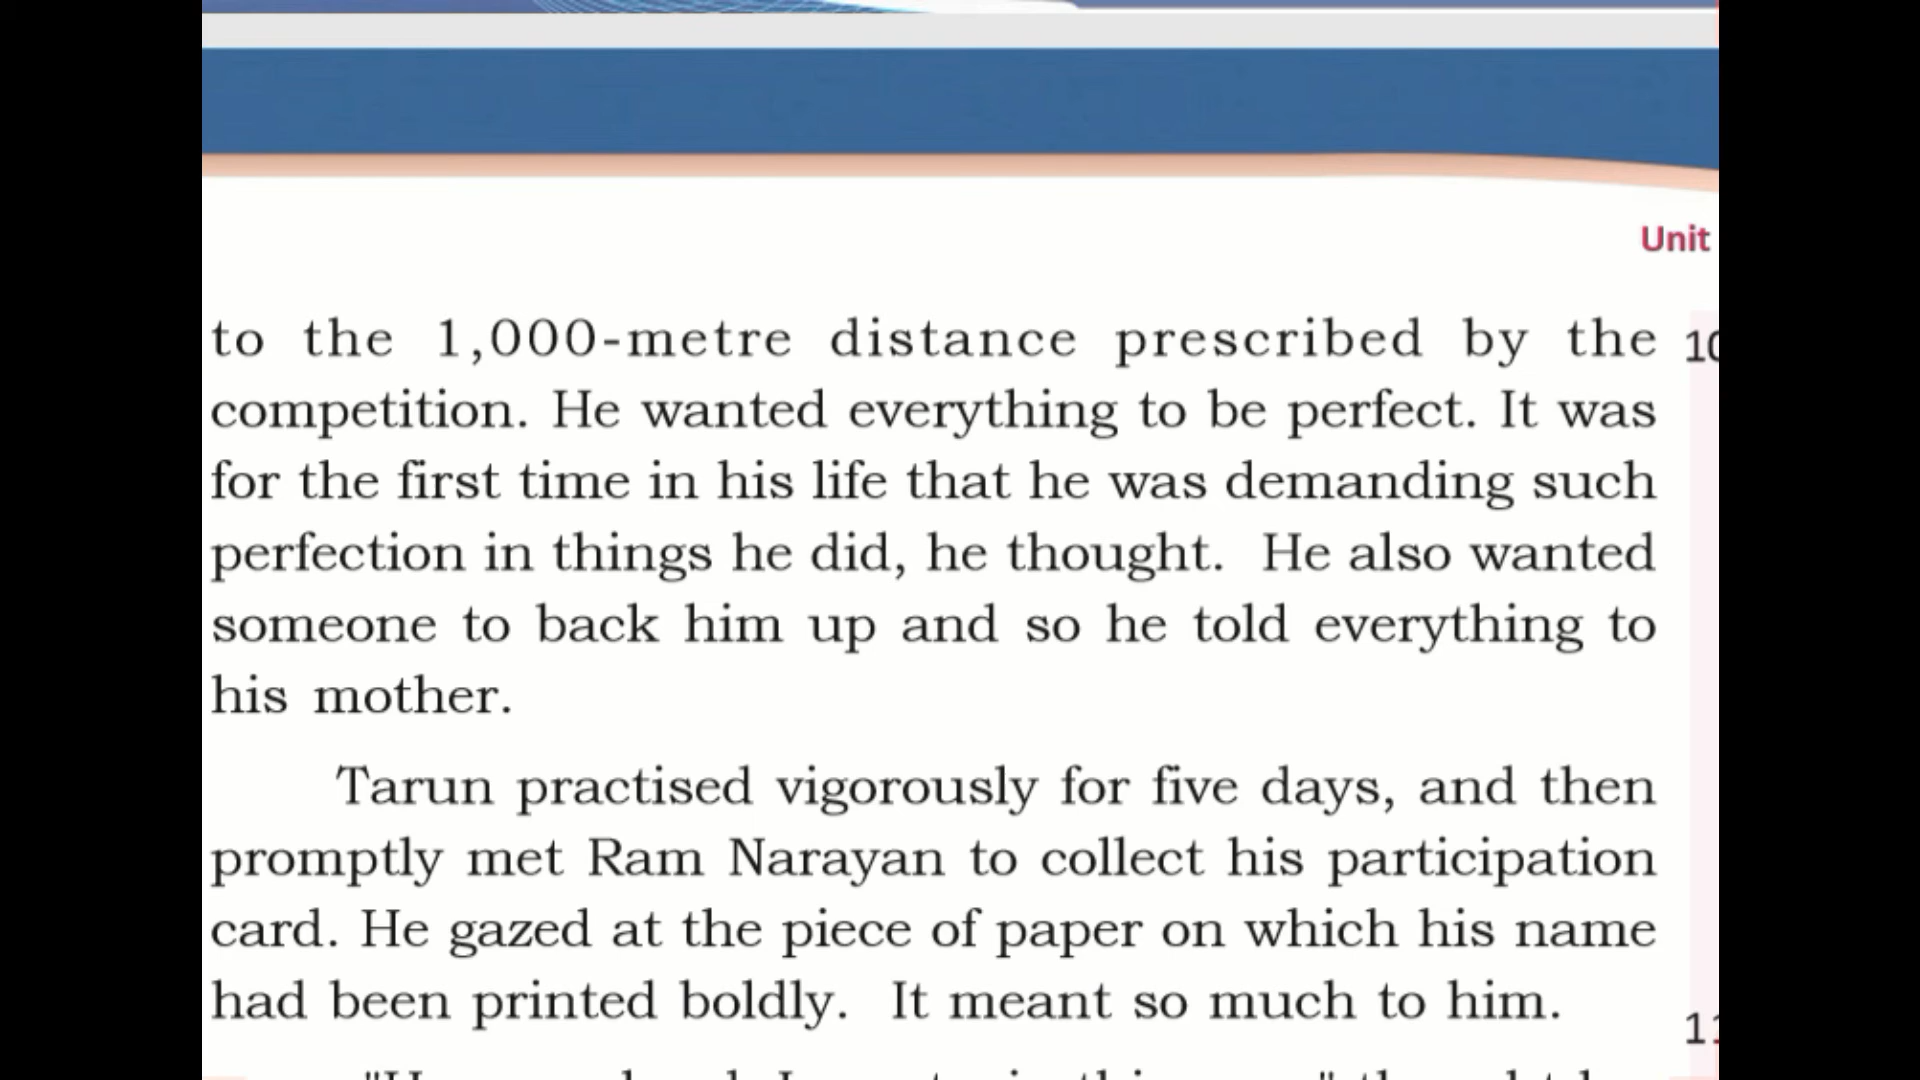 Unit
to the 1,000-metre distance prescribed by the
competition. He wanted everything to be perfect. It was
for the first time in his life that he was demanding such
perfection in things he did, he thought. He also wanted
someone to back him up and so he told everything to
his mother.
Tarun practised vigorously for five days, and then
promptly met Ram Narayan to collect his participation
card. He gazed at the piece of paper on which his name
had been printed boldly. It meant so much to him.